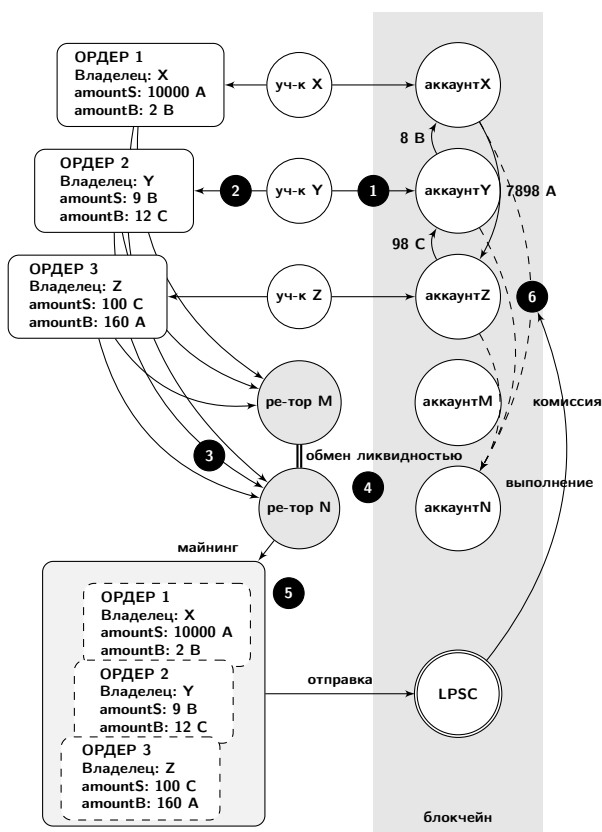 ОРДЕР 1
Владелец: X
amountS: 10000 A
amountB: 2 B
уч-к X
аккаунтX
8 B
ОРДЕР 2
Владелец: Y
amountS: 9 B
amountB: 12 C
2
уч-к Y
1
аккаунтY
7898 A
98 C
ОРДЕР 3
Владелец: Z
amountS: 100 C
amountB: 160 A
уч-к Z
аккаунтZ
6
ре-тор M
аккаунтM
комиссия
3
обмен ликвидностью
4
выполнение
ре-тор N
аккаунтN
майнинг
5
ОРДЕР 1
Владелец: X
amountS: 10000 A
amountB: 2 B
ОРДЕР 2
Владелец: Y
amountS: 9 B
amountB: 12 C
отправка
LPSC
ОРДЕР 3
Владелец: Z
amountS: 100 C
amountB: 160 A
блокчейн